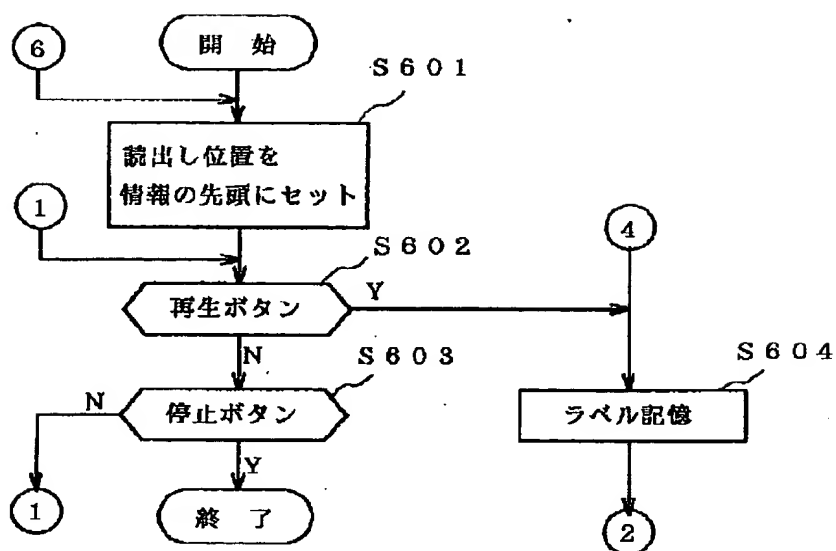 6
開 始
S601
読出し位置を
情報の先頭にセット
1
S602
4
再生ボタン
Y
N
S603
S604
N
停止ボタン
ラベル記憶
Y
1
終 了
2